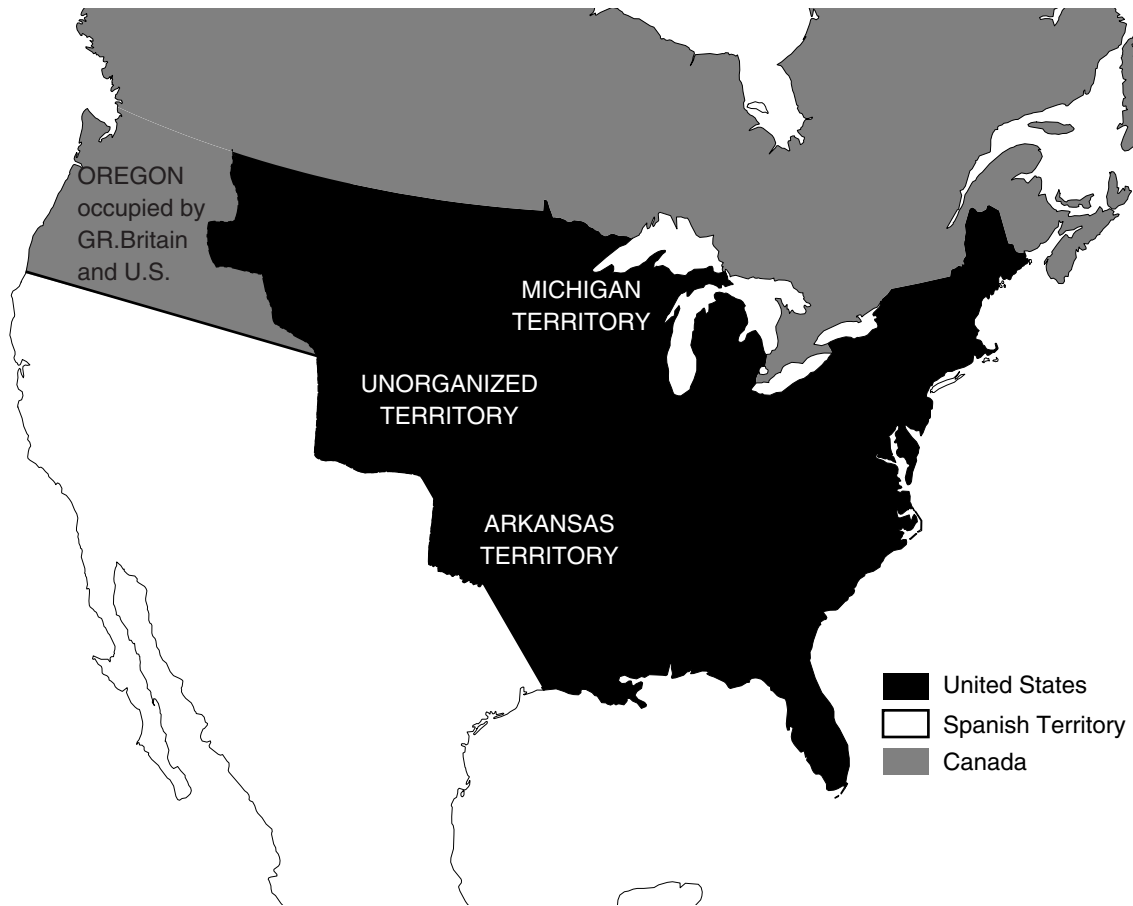 OREGON
occupied by
GR.Britain
and U.S.
MICHIGAN
TERRITORY
UNORGANIZED
TERRITORY
ARKANSAS
TERRITORY
United States
Spanish Territory
Canada